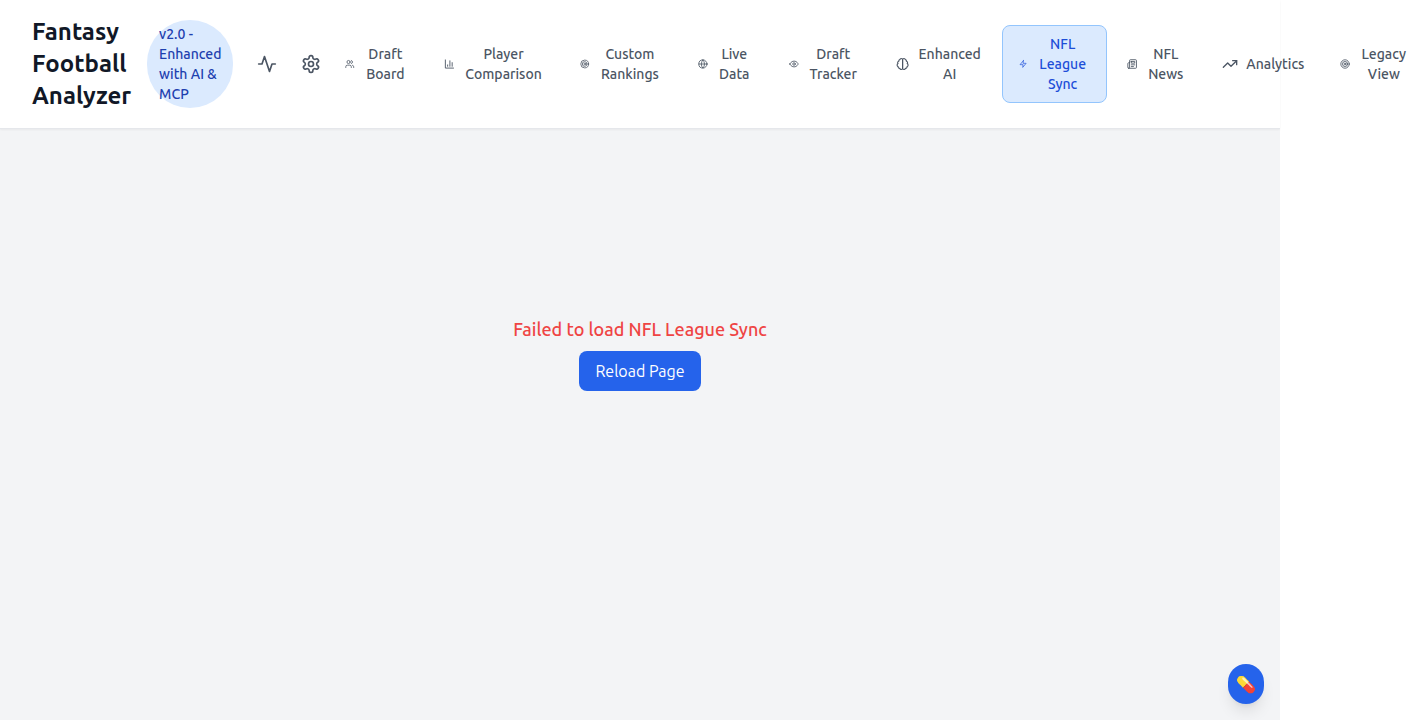 Fantasy
Football
Analyzer
v2.0 -
Enhanced
with AI &
MCP
Draft
Board
Player
Comparison
Custom
Rankings
Live
Data
Draft
Tracker
Enhanced
AI
NFL
League
Sync
NFL
News
Analytics
Legacy
View
Failed to load NFL League Sync
Reload Page